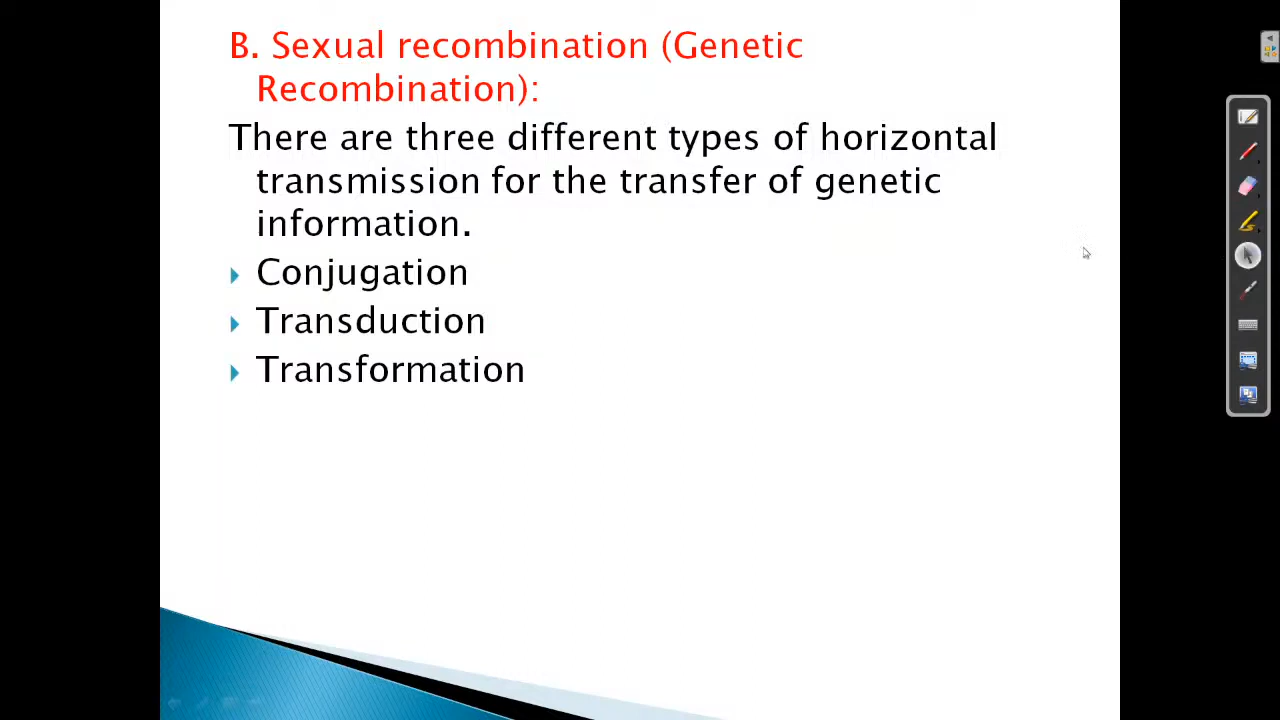 B. Sexual recombination (Genetic
Recombination):
There are three different types of horizontal
transmission for the transfer of genetic
information.
Conjugation
Transduction
Transformation